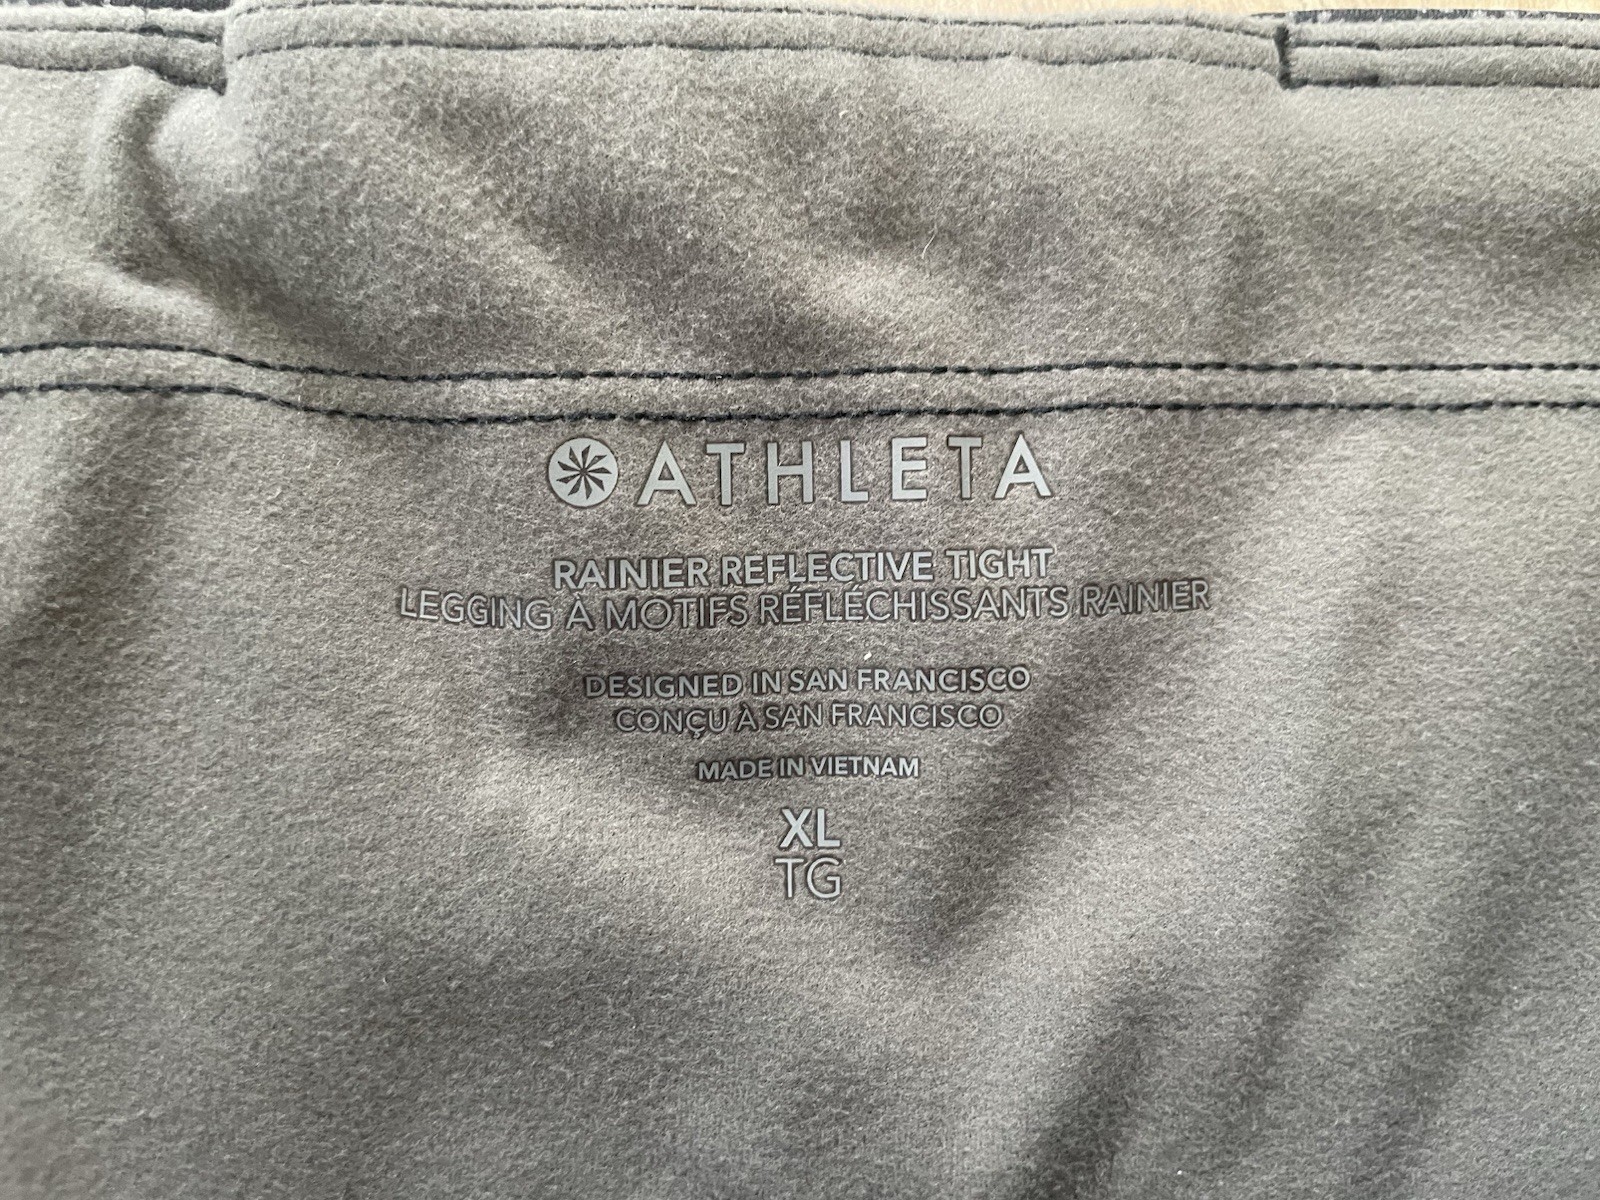 ATHLETA
RAINIER REFLECTIVE TIGHT
LEGGING À MOTIFS RÉFLÉCHISSANTS RAINIER
DESIGNED IN SAN FRANCISCO
CONÇU À SAN FRANCISCO
MADE IN VIETNAM
XL
TG